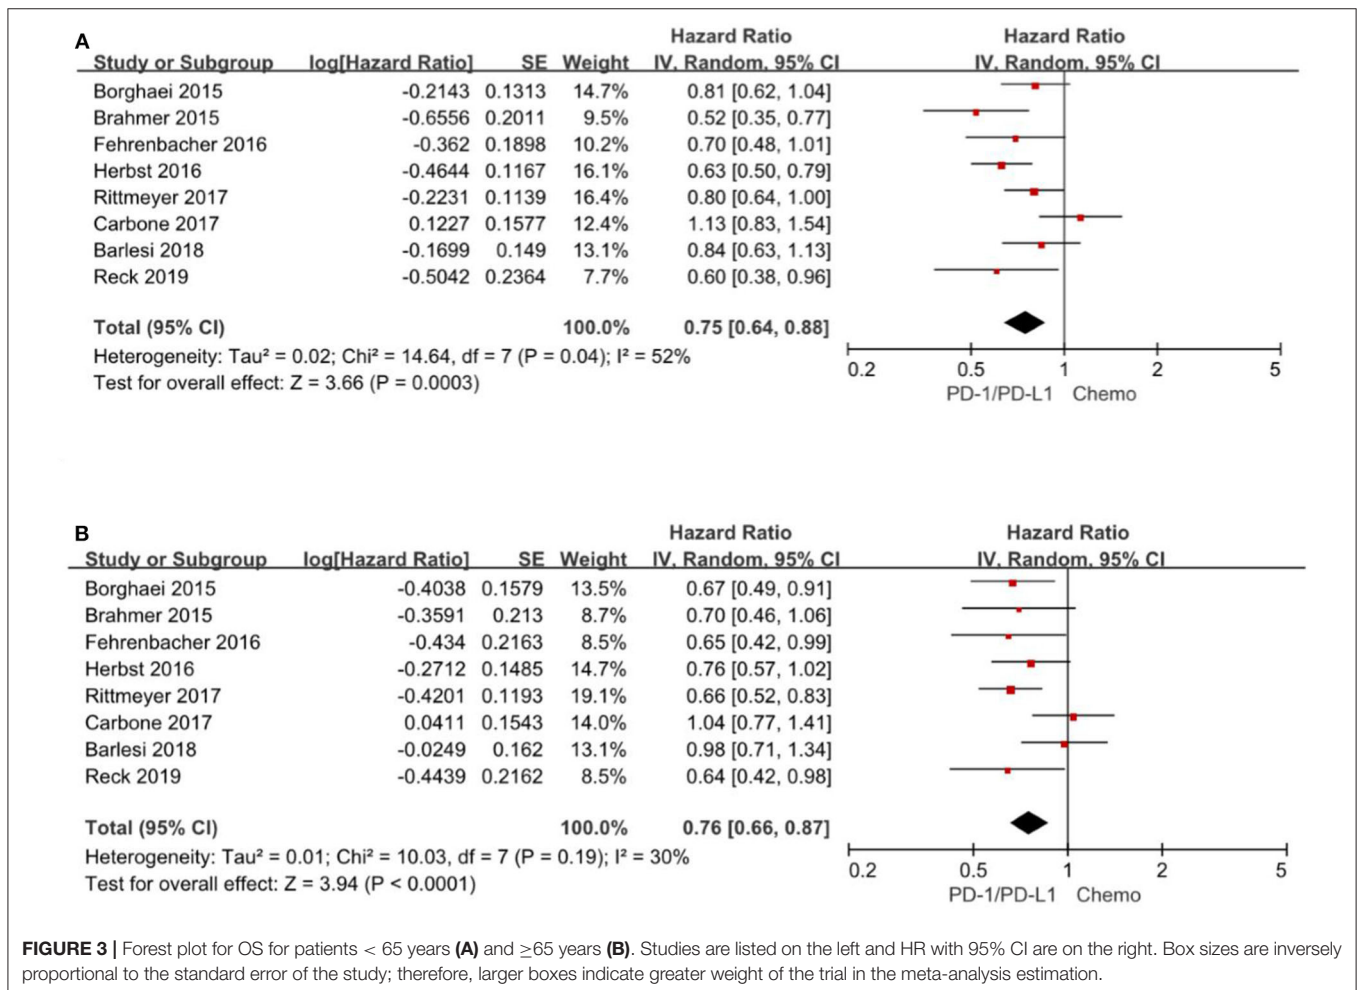 A
Hazard Ratio Hazard Ratio
Study or Subgroup log[Hazard Ratio] SE Weight IV, Random, 95% CI IV, Random, 95% CI
Borghaei 2015 -0.2143 0.1313 14.7% 0.81 [0.62, 1.04]
Brahmer 2015 -0.6556 0.2011 9.5% 0.52 [0.35, 0.77]
Fehrenbacher 2016 -0.362 0.1898 10.2% 0.70 [0.48, 1.01]
Herbst 2016 -0.4644 0.1167 16.1% 0.63 [0.50, 0.79]
Rittmeyer 2017 -0.2231 0.1139 16.4% 0.80 [0.64, 1.00]
Carbone 2017 0.1227 0.1577 12.4% 1.13 [0.83, 1.54]
Barlesi 2018 -0.1699 0.149 13.1% 0.84 [0.63, 1.13]
Reck 2019 -0.5042 0.2364 7.7% 0.60 [0.38, 0.96]
Total (95% CI) 100.0% 0.75 [0.64, 0.88]
Heterogeneity: Tau² = 0.02; Chi² = 14.64, df = 7 (P = 0.04); I² = 52%
Test for overall effect: Z = 3.66 (P = 0.0003)
0.2 0.5 1 2 5
PD-1/PD-L1 Chemo
B
Hazard Ratio Hazard Ratio
Study or Subgroup log[Hazard Ratio] SE Weight IV, Random, 95% CI IV, Random, 95% CI
Borghaei 2015 -0.4038 0.1579 13.5% 0.67 [0.49, 0.91]
Brahmer 2015 -0.3591 0.213 8.7% 0.70 [0.46, 1.06]
Fehrenbacher 2016 -0.434 0.2163 8.5% 0.65 [0.42, 0.99]
Herbst 2016 -0.2712 0.1485 14.7% 0.76 [0.57, 1.02]
Rittmeyer 2017 -0.4201 0.1193 19.1% 0.66 [0.52, 0.83]
Carbone 2017 0.0411 0.1543 14.0% 1.04 [0.77, 1.41]
Barlesi 2018 -0.0249 0.162 13.1% 0.98 [0.71, 1.34]
Reck 2019 -0.4439 0.2162 8.5% 0.64 [0.42, 0.98]
Total (95% CI) 100.0% 0.76 [0.66, 0.87]
Heterogeneity: Tau² = 0.01; Chi² = 10.03, df = 7 (P = 0.19); I² = 30%
Test for overall effect: Z = 3.94 (P < 0.0001)
0.2 0.5 1 2 5
PD-1/PD-L1 Chemo
FIGURE 3 | Forest plot for OS for patients < 65 years (A) and ≥65 years (B). Studies are listed on the left and HR with 95% CI are on the right. Box sizes are inversely
proportional to the standard error of the study; therefore, larger boxes indicate greater weight of the trial in the meta-analysis estimation.